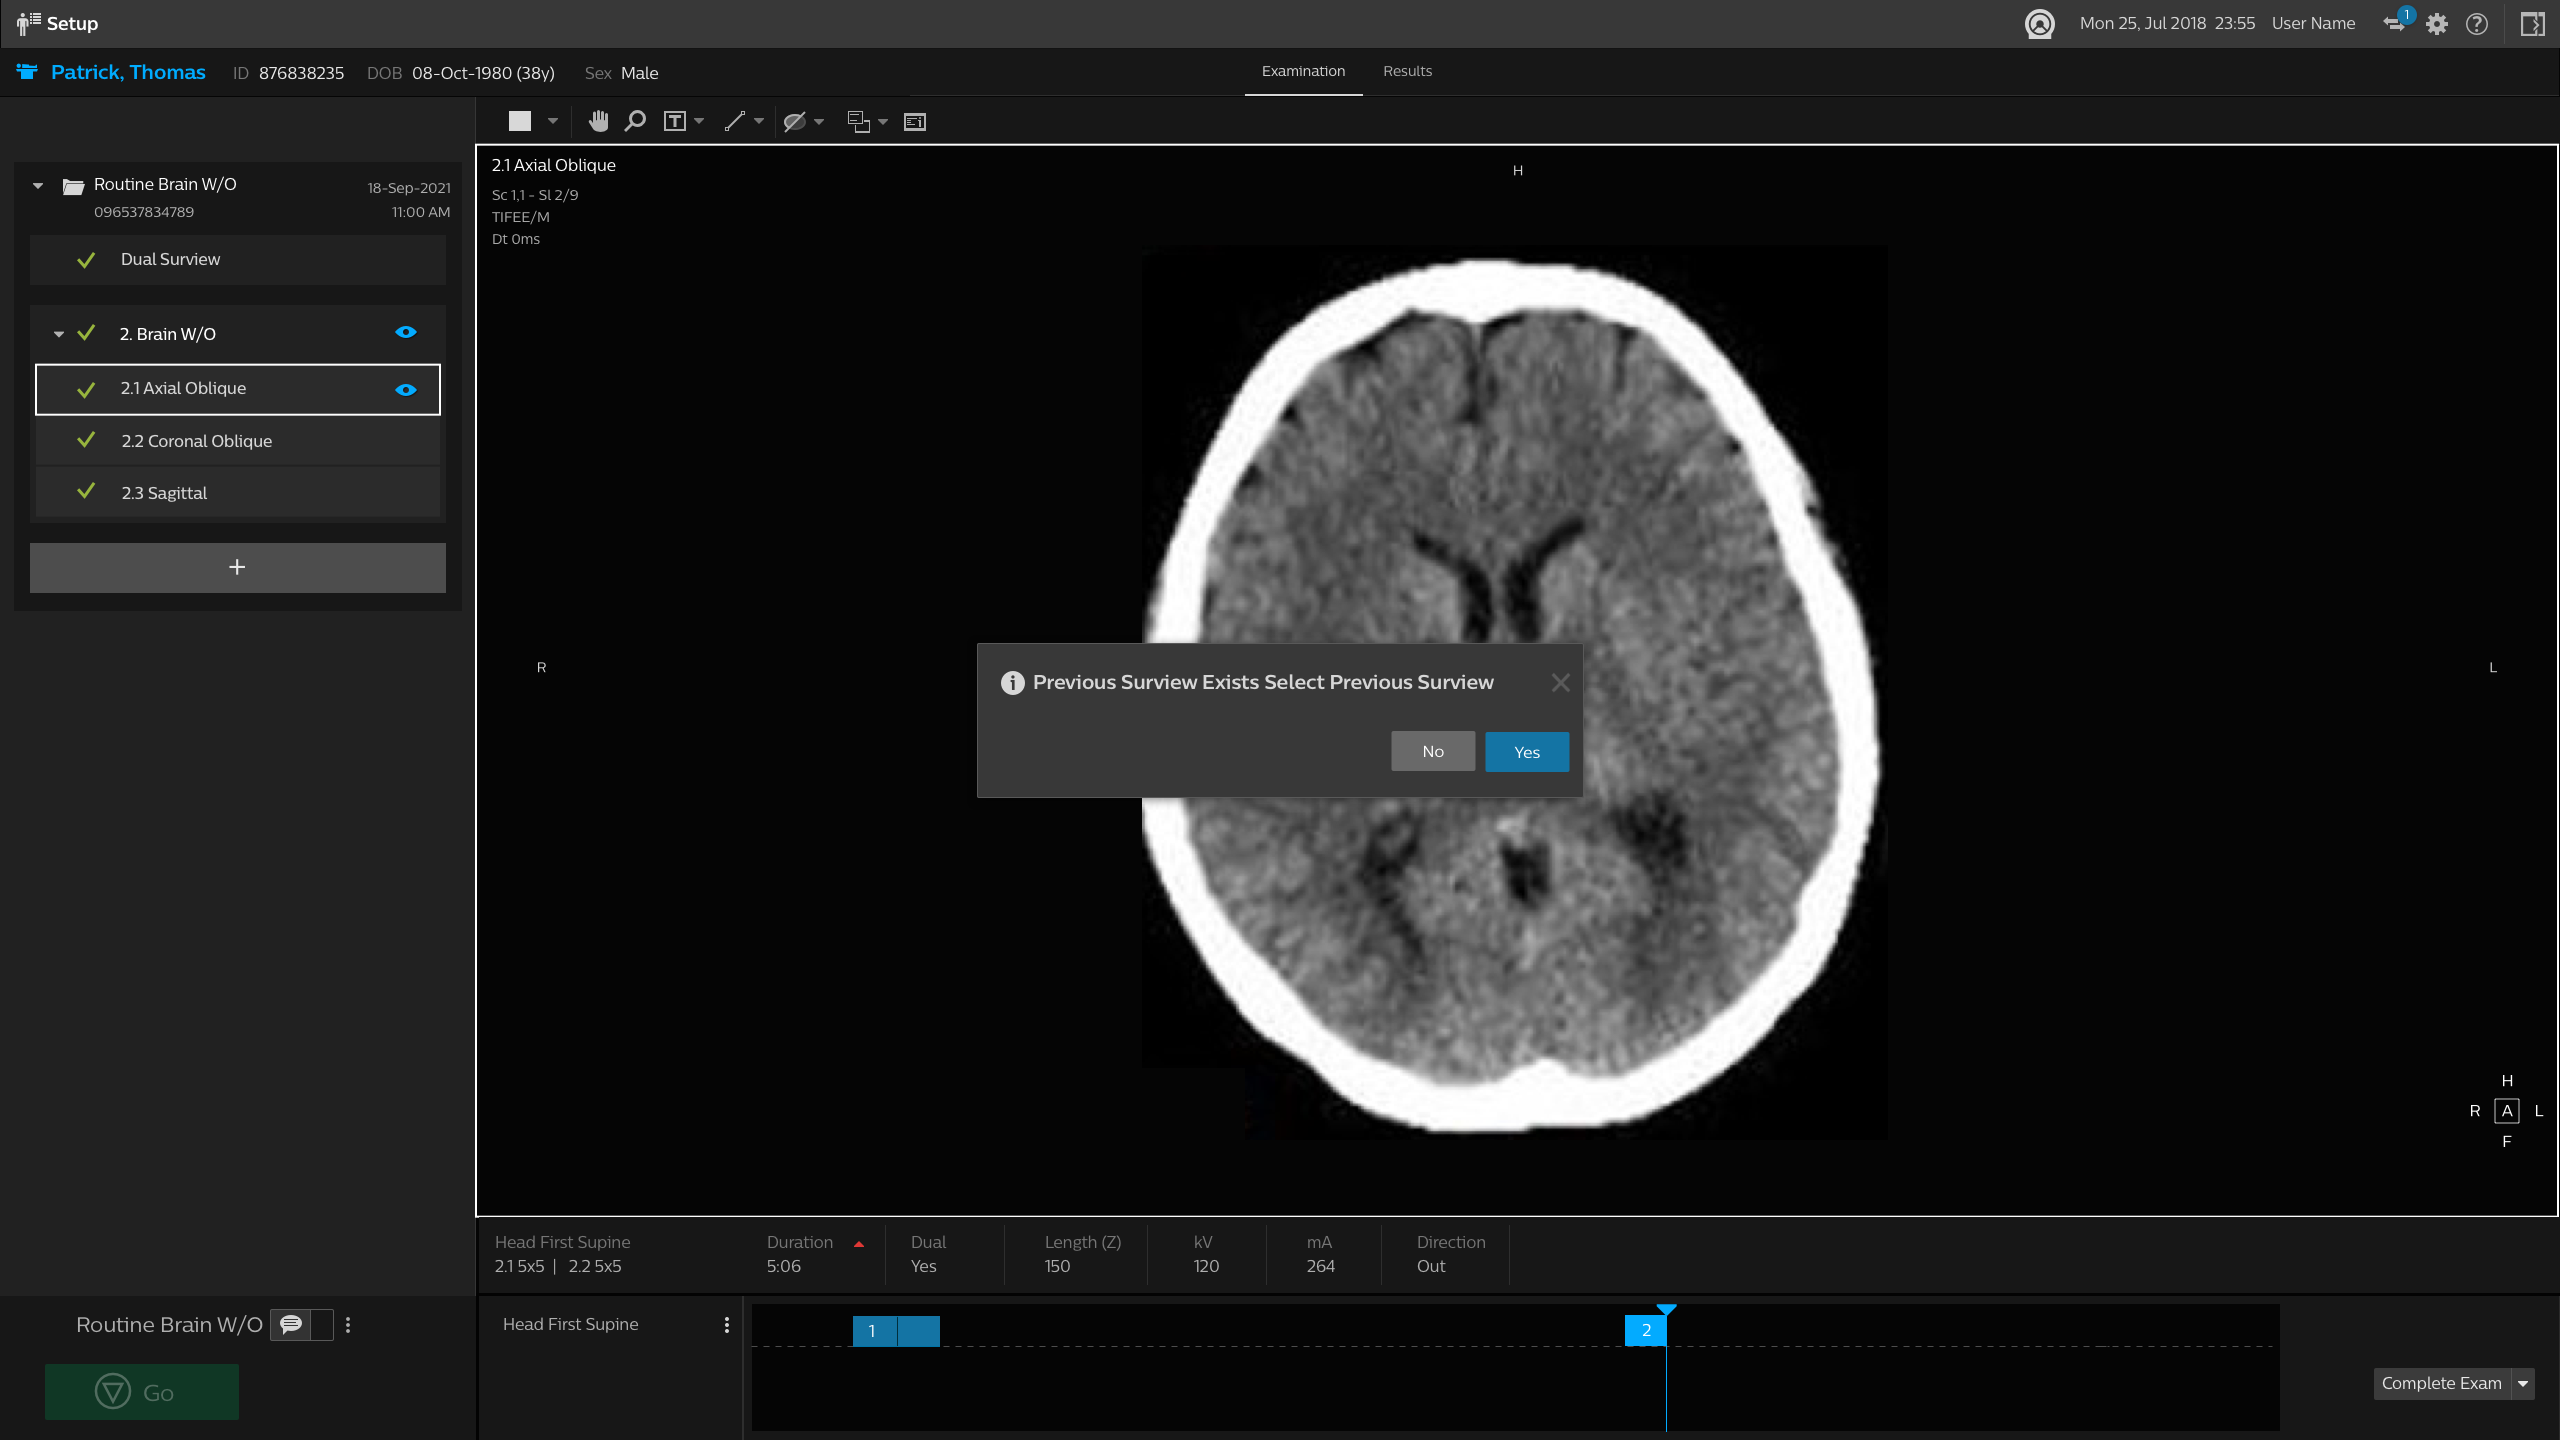 Setup
Mon 25, Jul 2018 23:55 User Name 1
Patrick, Thomas ID 876838235 DOB 08-Oct-1980 (38y) Sex Male
Examination Results
T
Routine Brain W/O 18-Sep-2021
096537834789 11:00 AM
Dual Surview
2. Brain W/O
2.1 Axial Oblique
2.2 Coronal Oblique
2.3 Sagittal
+
2.1 Axial Oblique
Sc 1,1 - Sl 2/9
TIFEE/M
Dt 0ms
H
R
L
Previous Surview Exists Select Previous Surview
No Yes
H
R A L
F
Head First Supine Duration Dual Length (Z) kV mA Direction
2.1 5x5 | 2.2 5x5 5:06 Yes 150 120 264 Out
Routine Brain W/O
Go
Head First Supine
1
2
Complete Exam